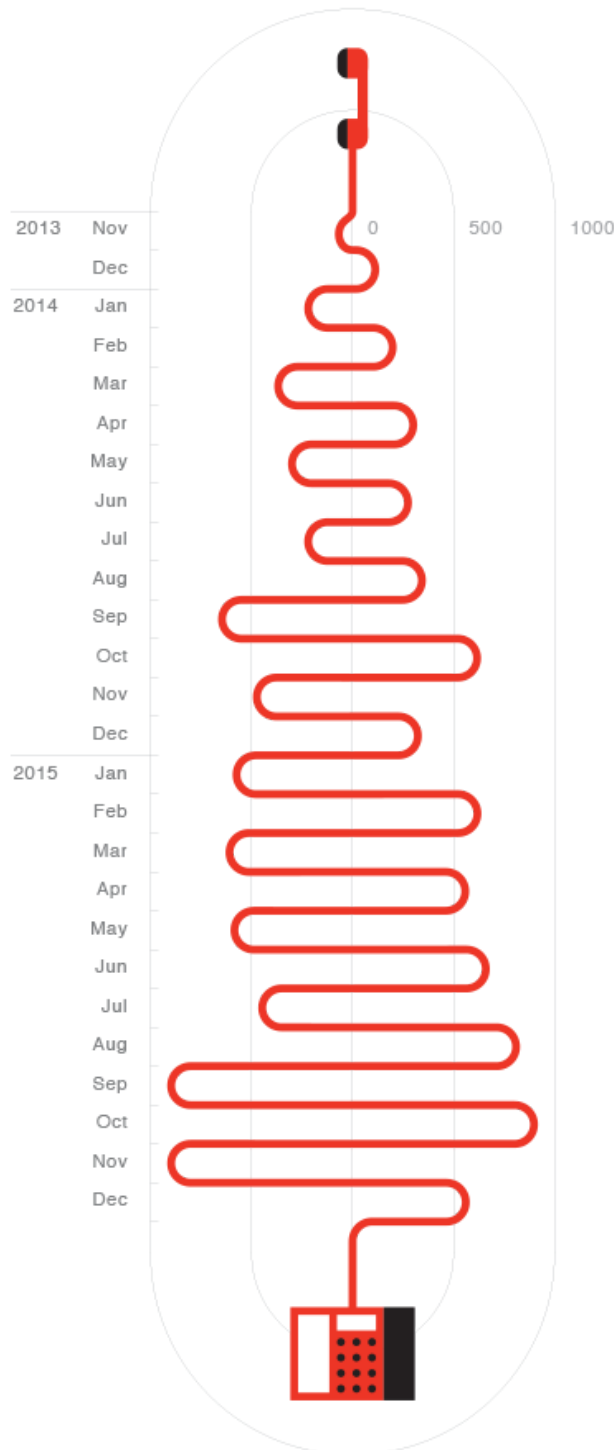 2013 Nov 0 500 1000
Dec
2014 Jan
Feb
Mar
Apr
May
Jun
Jul
Aug
Sep
Oct
Nov
Dec
2015 Jan
Feb
Mar
Apr
May
Jun
Jul
Aug
Sep
Oct
Nov
Dec